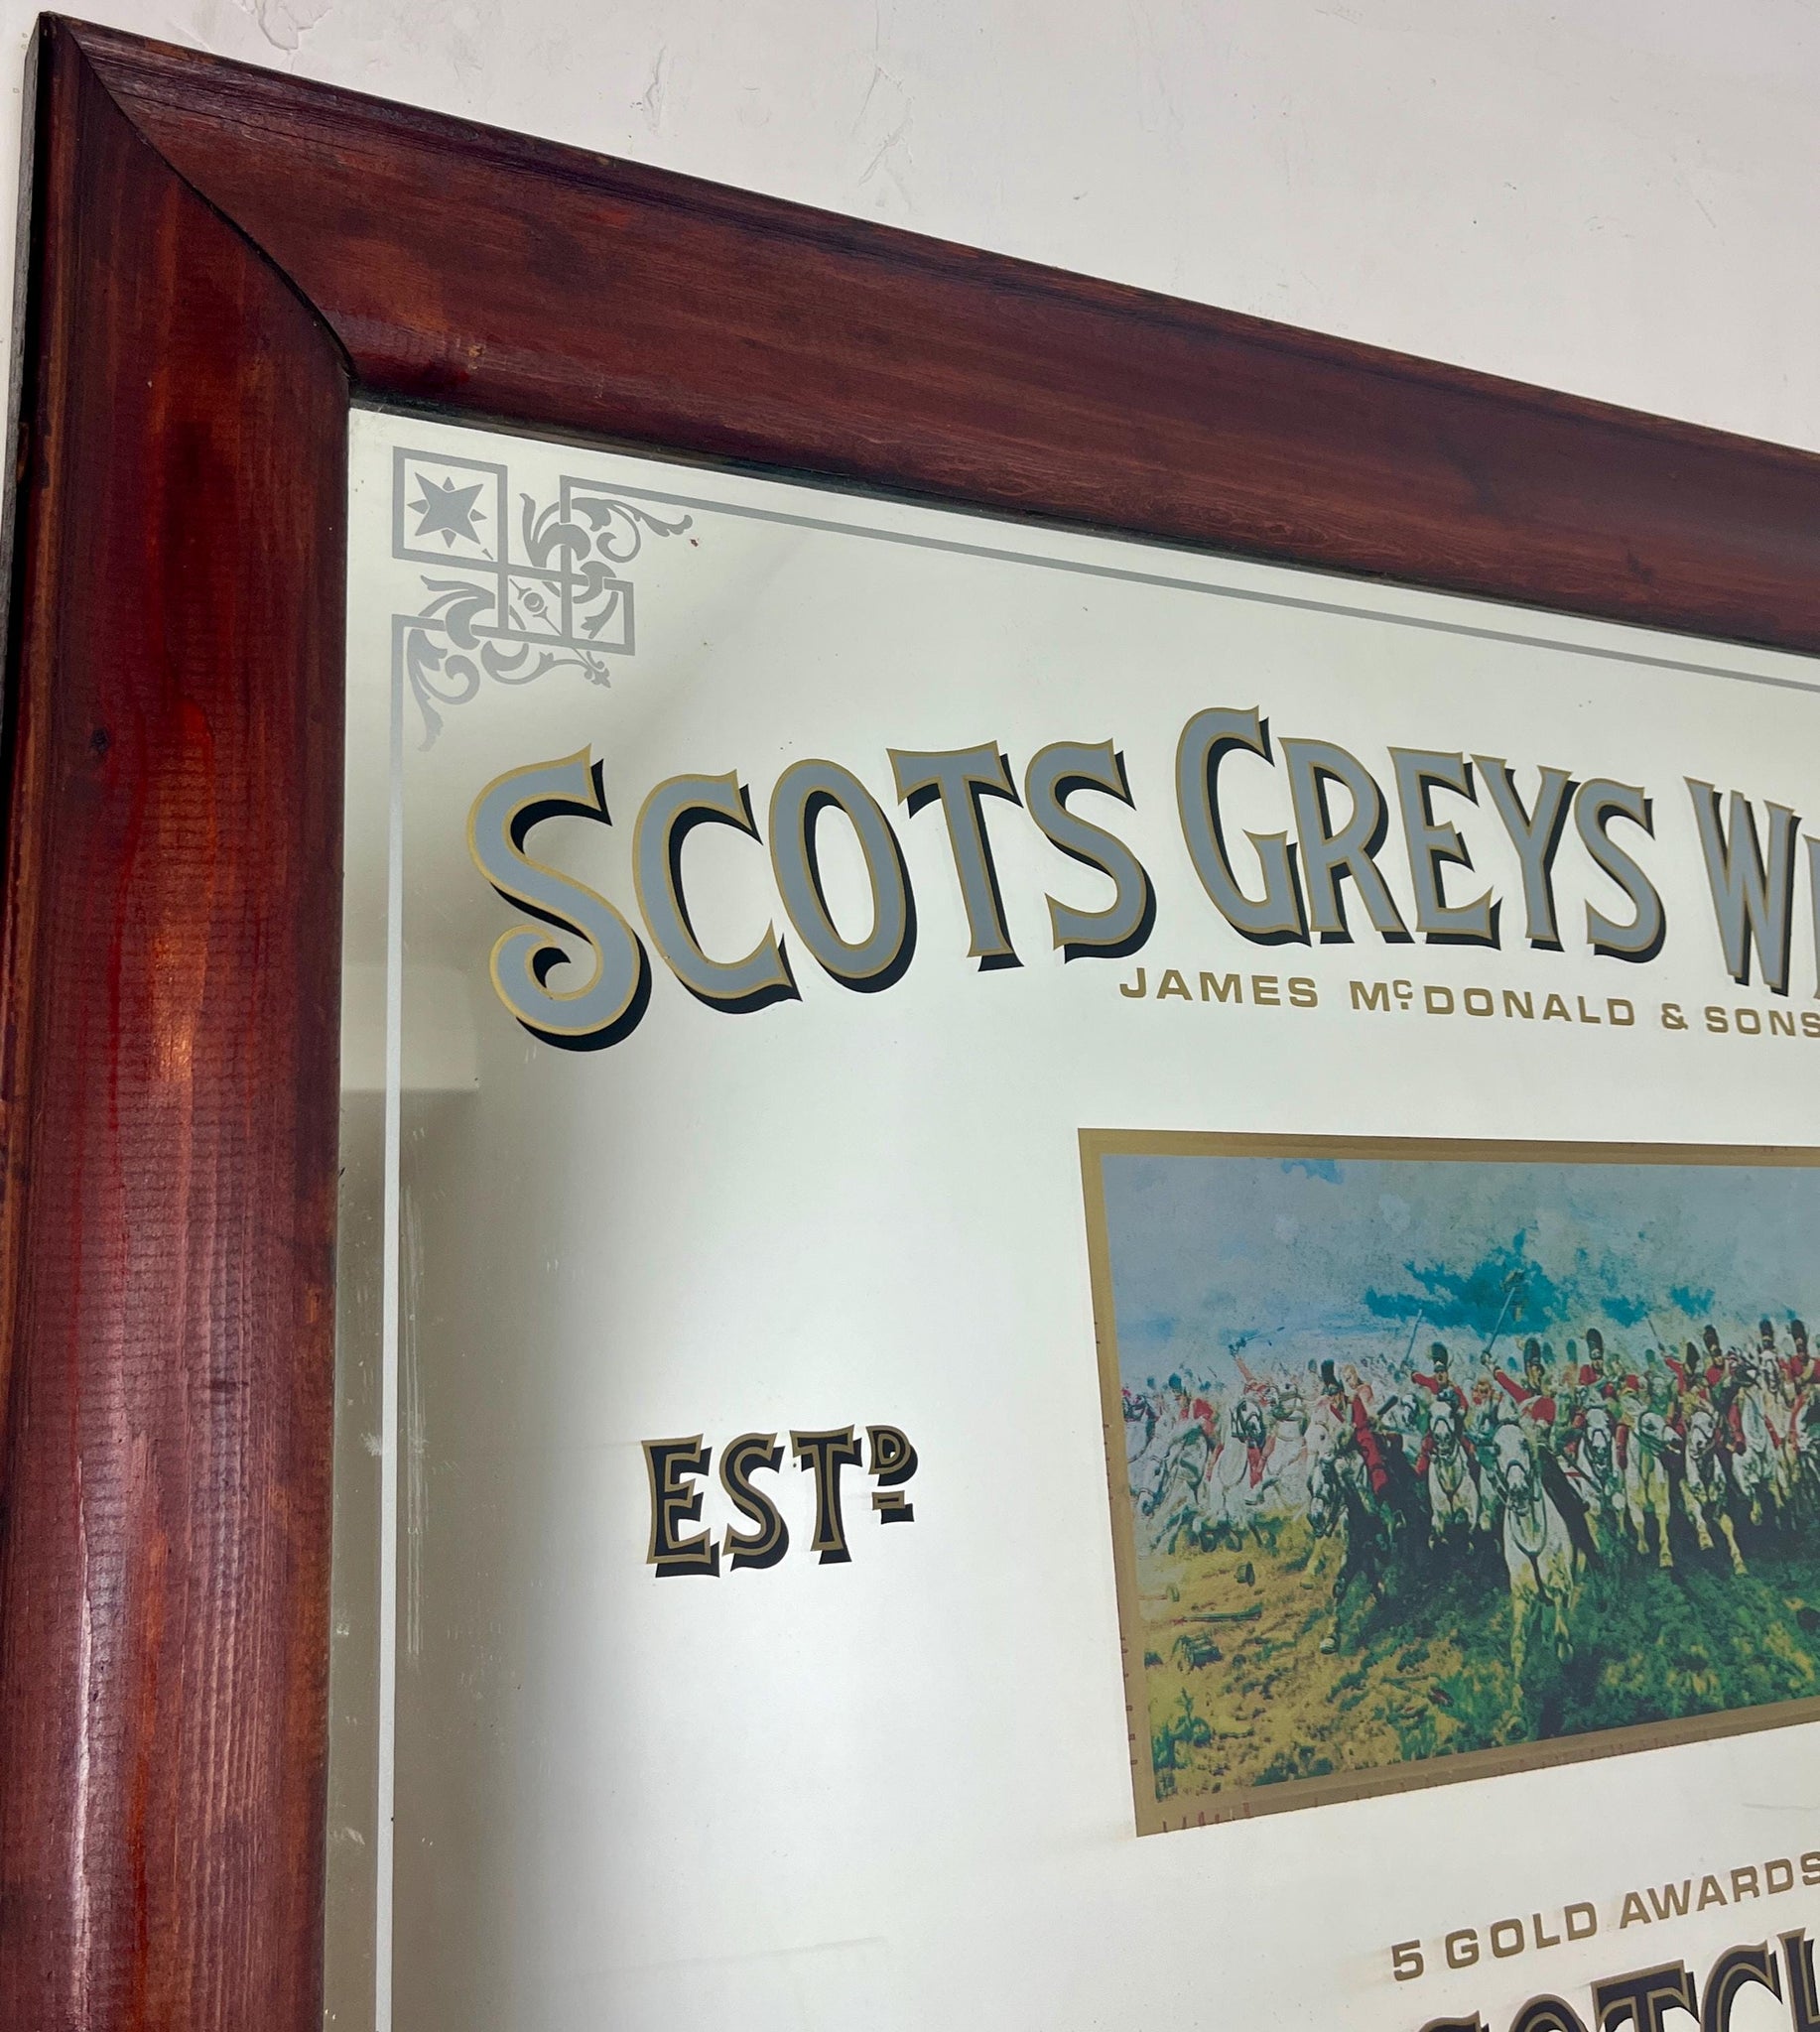 SCOTS GREYS
JAMES McDONALD & SONS
ESTD
5 GOLD AWARDS